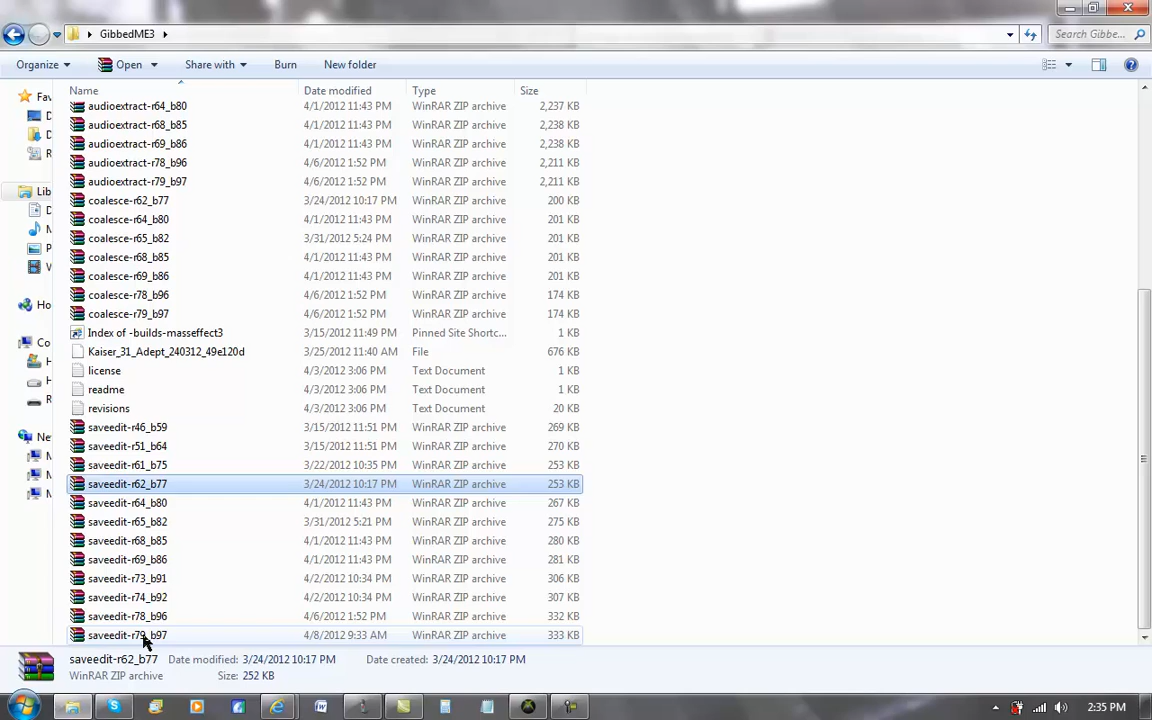 GibbedME3
Search Gibbe...
Organize
Open
Share with
Burn
New folder
Name Date modified Type Size
audioextract-r64_b80 4/1/2012 11:43 PM WinRAR ZIP archive 2,237 KB
audioextract-r68_b85 4/1/2012 11:43 PM WinRAR ZIP archive 2,238 KB
audioextract-r69_b86 4/1/2012 11:43 PM WinRAR ZIP archive 2,238 KB
audioextract-r78_b96 4/6/2012 1:52 PM WinRAR ZIP archive 2,211 KB
audioextract-r79_b97 4/6/2012 1:52 PM WinRAR ZIP archive 2,211 KB
coalesce-r62_b77 3/24/2012 10:17 PM WinRAR ZIP archive 200 KB
coalesce-r64_b80 4/1/2012 11:43 PM WinRAR ZIP archive 201 KB
coalesce-r65_b82 3/31/2012 5:24 PM WinRAR ZIP archive 201 KB
coalesce-r68_b85 4/1/2012 11:43 PM WinRAR ZIP archive 201 KB
coalesce-r69_b86 4/1/2012 11:43 PM WinRAR ZIP archive 201 KB
coalesce-r78_b96 4/6/2012 1:52 PM WinRAR ZIP archive 174 KB
coalesce-r79_b97 4/6/2012 1:52 PM WinRAR ZIP archive 174 KB
Index of -builds-masseffect3 3/15/2012 11:49 PM Pinned Site Shortc... 1 KB
Kaiser_31_Adept_240312_49e120d 3/25/2012 11:40 AM File 676 KB
license 4/3/2012 3:06 PM Text Document 1 KB
readme 4/3/2012 3:06 PM Text Document 1 KB
revisions 4/3/2012 3:06 PM Text Document 20 KB
saveedit-r46_b59 3/15/2012 11:51 PM WinRAR ZIP archive 269 KB
saveedit-r51_b64 3/15/2012 11:51 PM WinRAR ZIP archive 270 KB
saveedit-r61_b75 3/22/2012 10:35 PM WinRAR ZIP archive 253 KB
saveedit-r62_b77 3/24/2012 10:17 PM WinRAR ZIP archive 253 KB
saveedit-r64_b80 4/1/2012 11:43 PM WinRAR ZIP archive 267 KB
saveedit-r65_b82 3/31/2012 5:21 PM WinRAR ZIP archive 275 KB
saveedit-r68_b85 4/1/2012 11:43 PM WinRAR ZIP archive 280 KB
saveedit-r69_b86 4/1/2012 11:43 PM WinRAR ZIP archive 281 KB
saveedit-r73_b91 4/2/2012 10:34 PM WinRAR ZIP archive 306 KB
saveedit-r74_b92 4/2/2012 10:34 PM WinRAR ZIP archive 307 KB
saveedit-r78_b96 4/6/2012 1:52 PM WinRAR ZIP archive 332 KB
saveedit-r79_b97 4/8/2012 9:33 AM WinRAR ZIP archive 333 KB
Fav
D
D
R
Lib
D
M
P
V
Ho
Co
H
H
R
Ne
M
M
M
saveedit-r62_b77 Date modified: 3/24/2012 10:17 PM Date created: 3/24/2012 10:17 PM
WinRAR ZIP archive Size: 252 KB
2:35 PM